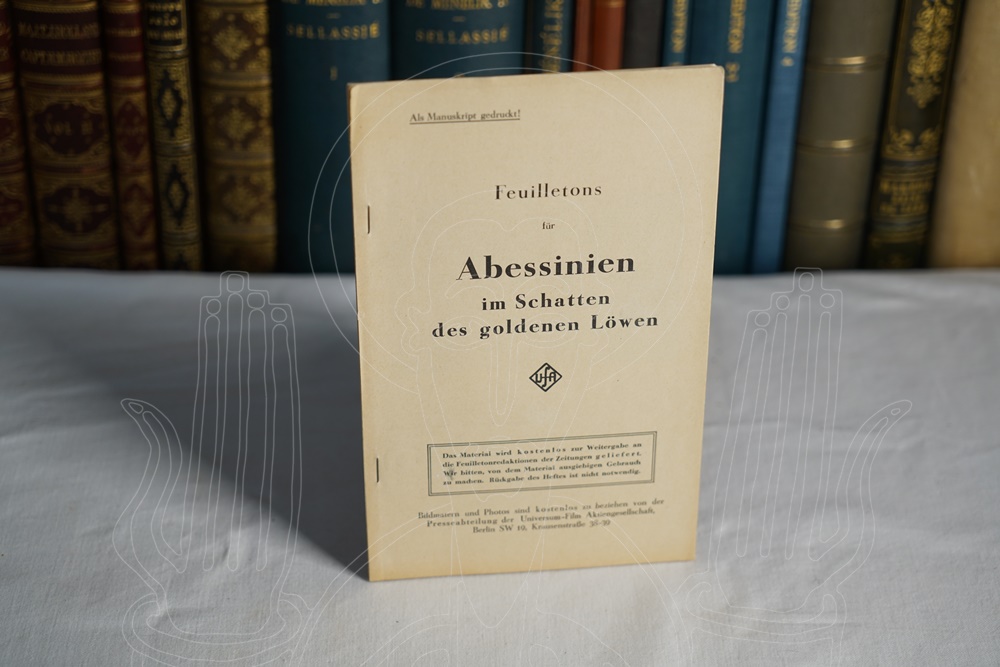 DE MÉNÉLIK II
SELLASSIÉ
I
SELLASSIÉ
Als Manuskript gedruckt!
Feuilletons
für
Abessinien
im Schatten
des goldenen Löwen
UFA
Das Material wird kostenlos zur Weitergabe an
die Feuilletonredaktionen der Zeitungen geliefert.
Wir bitten, von dem Material ausgiebigen Gebrauch
zu machen. Rückgabe des Heftes ist nicht notwendig.
Bildmatern und Photos sind kostenlos zu beziehen von der
Presseabteilung der Universum-Film Aktiengesellschaft,
Berlin SW 19, Krausenstraße 38-39